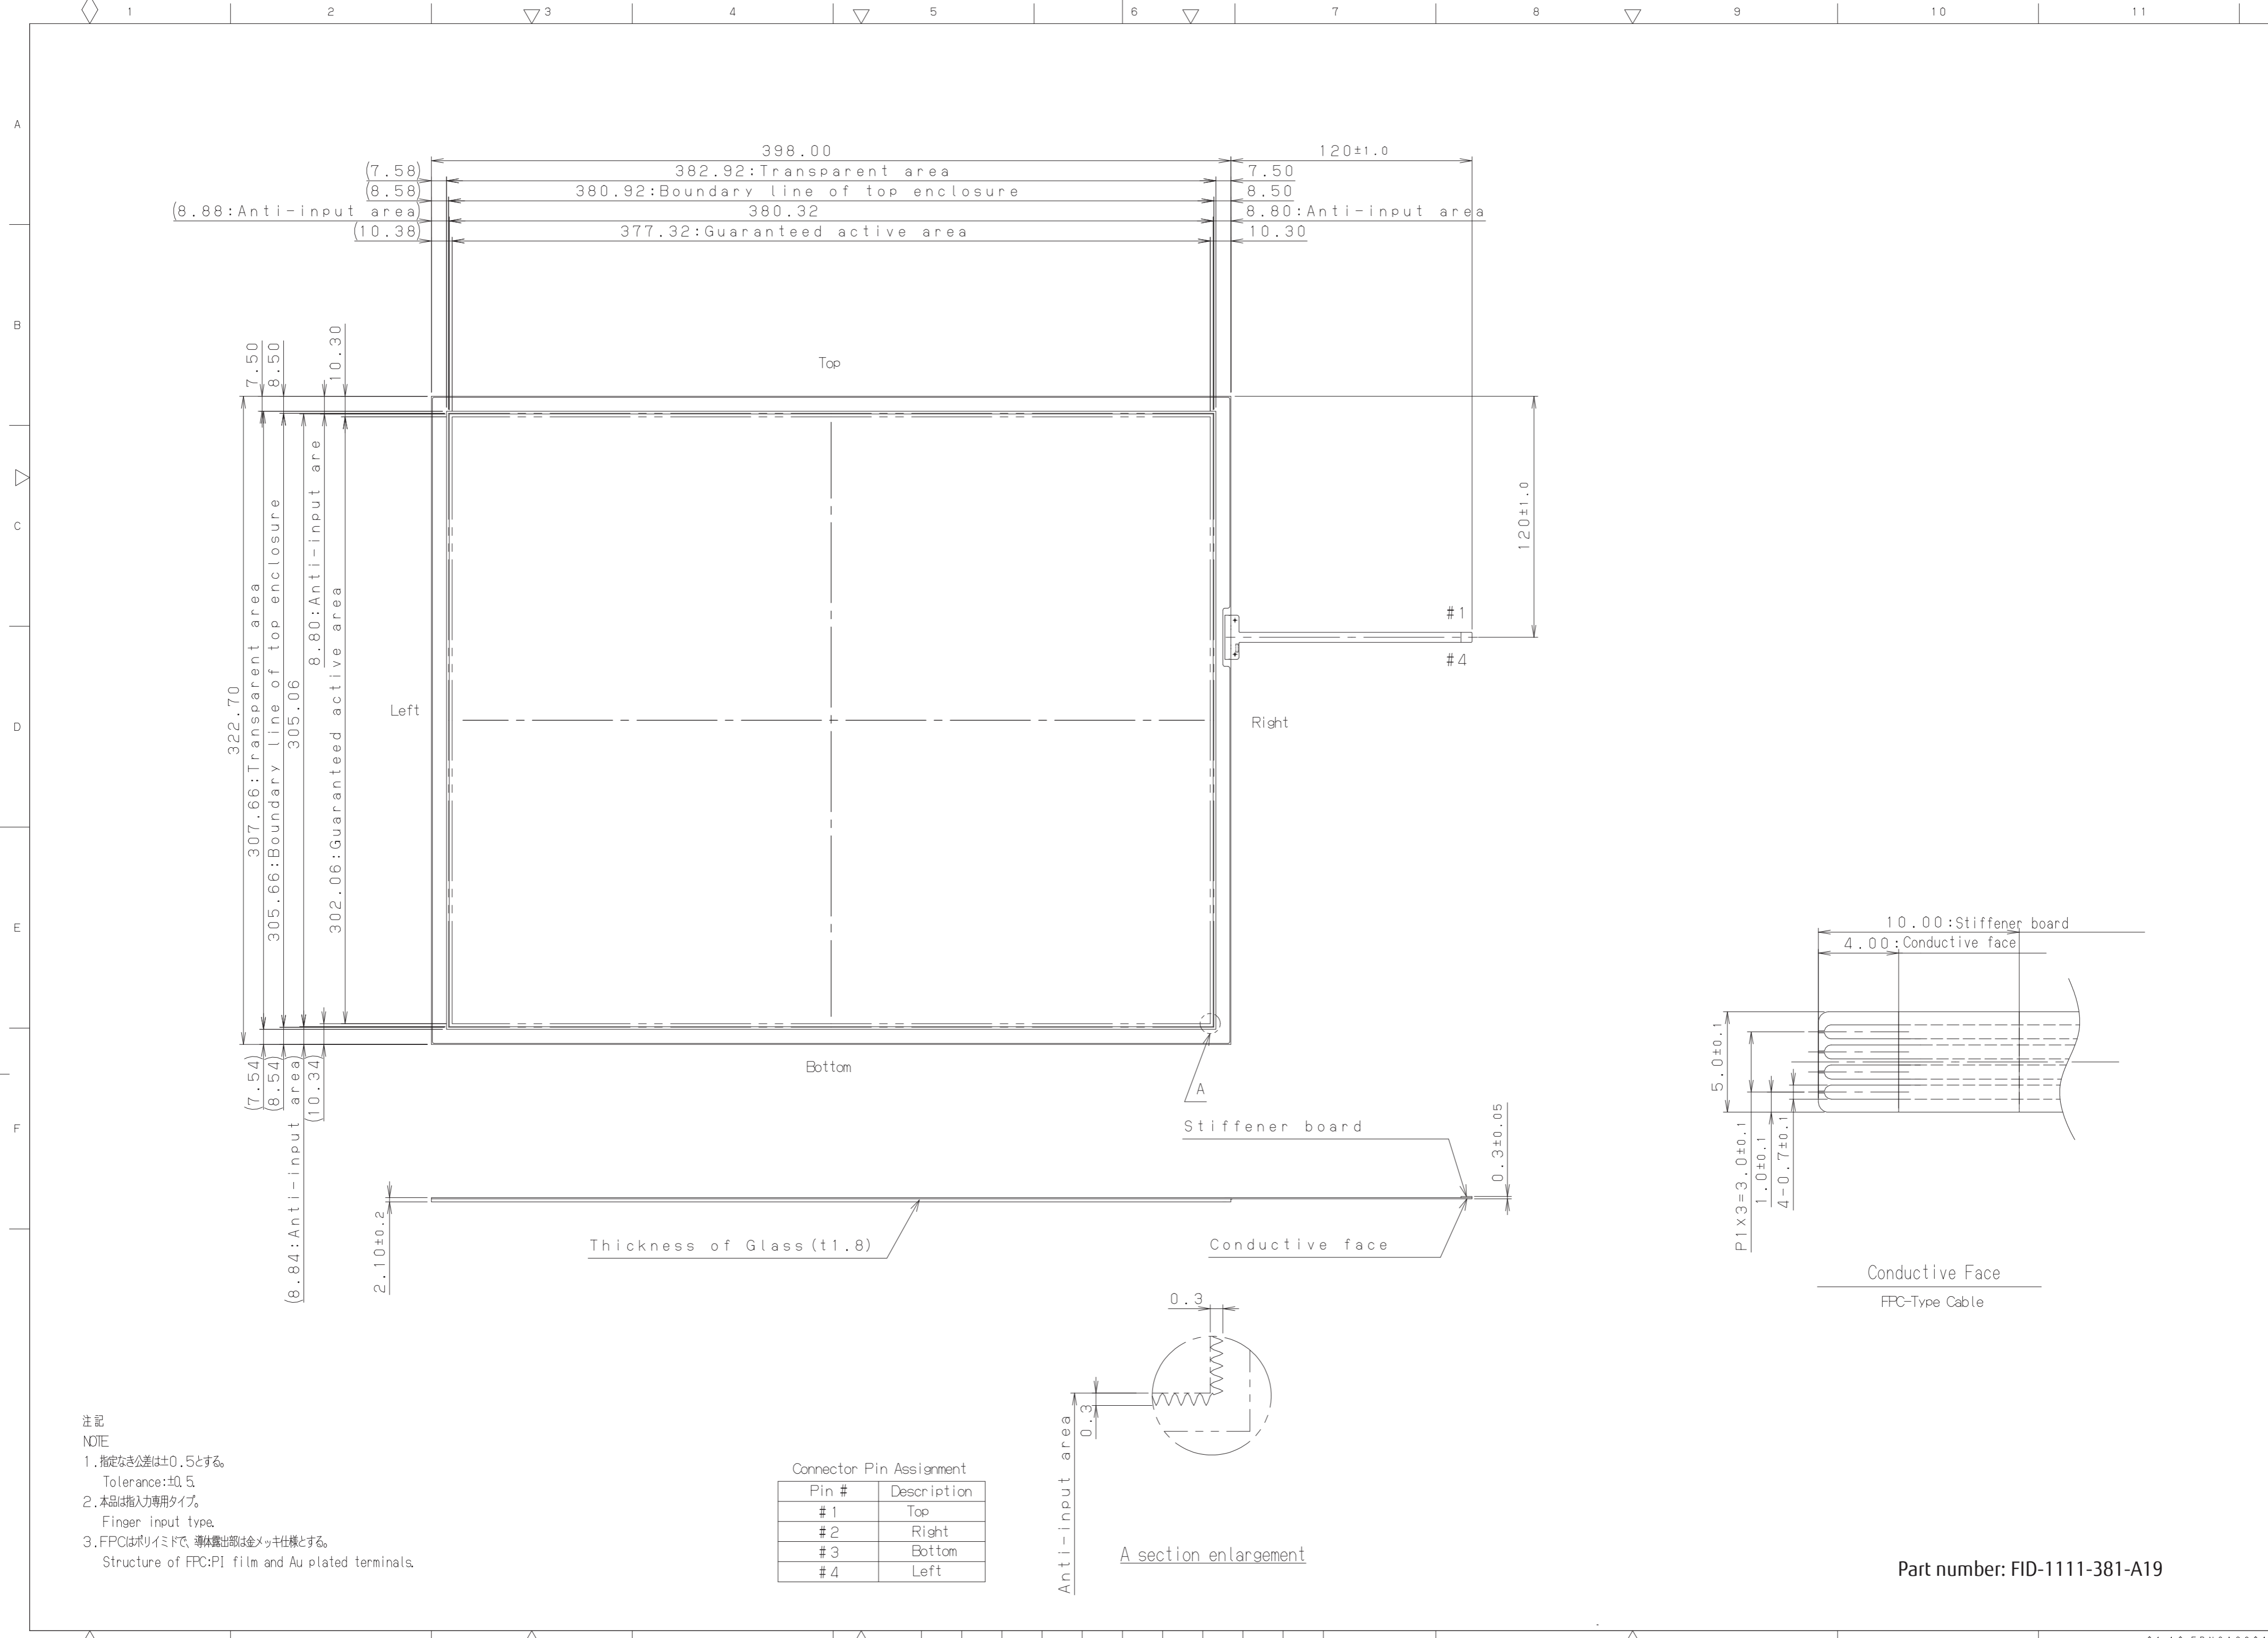 1 2 3 4 5 6 7 8 9 10 11
A
B
C
D
E
F
398.00
120±1.0
(7.58)
382.92:Transparent area
7.50
(8.58)
380.92:Boundary line of top enclosure
8.50
(8.88:Anti-input area)
380.32
8.80:Anti-input area
(10.38)
377.32:Guaranteed active area
10.30
7.50
8.50
10.30
Top
322.70
307.66:Transparent area
305.66:Boundary line of top enclosure
305.06
8.80:Anti-input are
302.06:Guaranteed active area
Left
Right
120±1.0
#1
#4
(7.54)
(8.54)
(8.84:Anti-input area)
(10.34)
Bottom
A
Stiffener board
0.3±0.05
2.10±0.2
Thickness of Glass(t1.8)
Conductive face
10.00:Stiffener board
4.00:Conductive face
5.0±0.1
P1x3=3.0±0.1
1.0±0.1
4-0.7±0.1
Conductive Face
FPC-Type Cable
0.3
0.3
Anti-input area
A section enlargement
注記
NOTE
1.指定なき公差は±0.5とする。
Tolerance:±0.5.
2.本品は指入力専用タイプ。
Finger input type.
3.FPCはポリイミドで、導体露出部は金メッキ仕様とする。
Structure of FPC:PI film and Au plated terminals.
Connector Pin Assignment
Pin # Description
#1 Top
#2 Right
#3 Bottom
#4 Left
Part number: FID-1111-381-A19